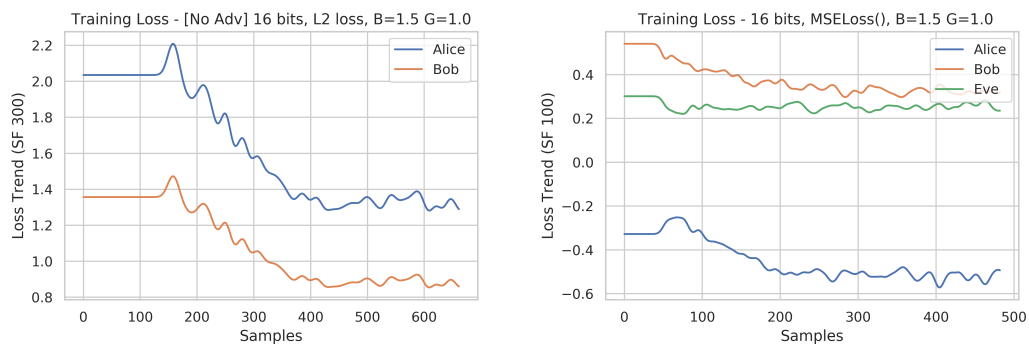 Training Loss - [No Adv] 16 bits, L2 loss, B=1.5 G=1.0
Loss Trend (SF 300)
2.2
2.0
1.8
1.6
1.4
1.2
1.0
0.8
Alice
Bob
0 100 200 300 400 500 600
Samples
Training Loss - 16 bits, MSELoss(), B=1.5 G=1.0
Loss Trend (SF 100)
0.4
0.2
0.0
−0.2
−0.4
−0.6
Alice
Bob
Eve
0 100 200 300 400 500
Samples